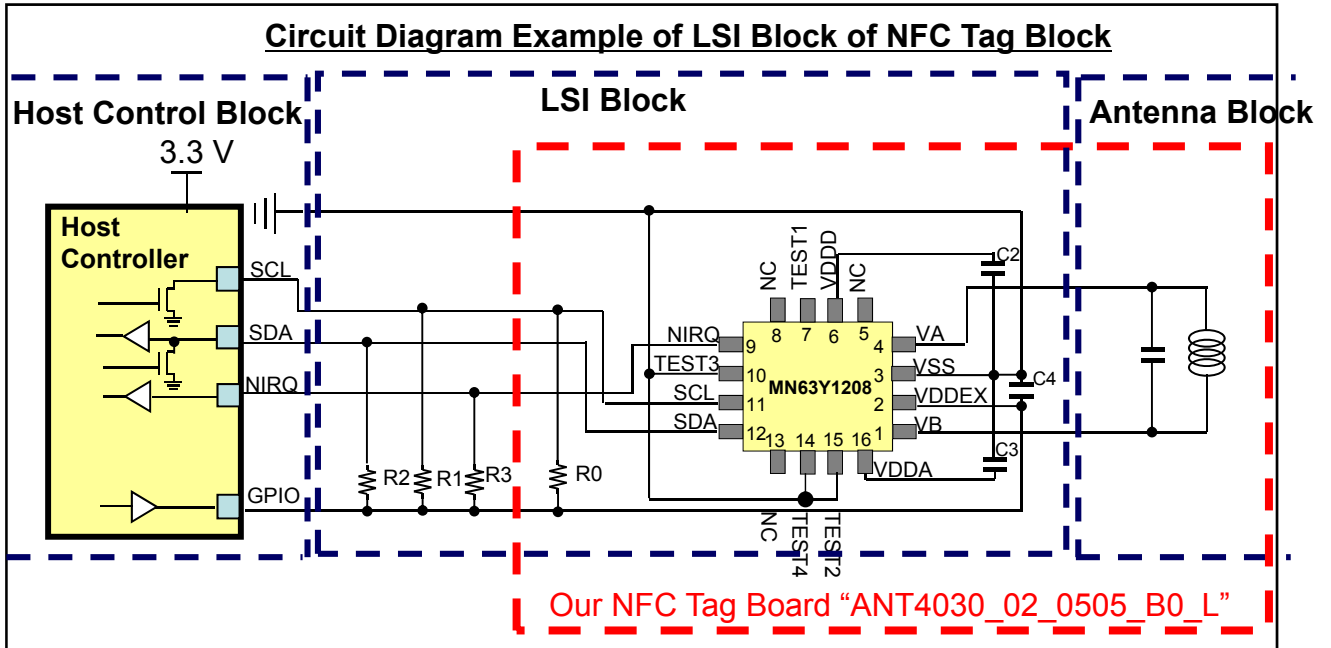 Circuit Diagram Example of LSI Block of NFC Tag Block
Host Control Block
LSI Block
Antenna Block
3.3 V
Host
Controller
SCL
SDA
NIRQ
GPIO
R2
R1
R3
R0
NC
TEST1
VDDD
NC
8
7
6
5
NIRQ
9
TEST3
10
SCL
11
SDA
12
MN63Y1208
4
VA
3
VSS
2
VDDEX
1
VB
13
14
15
16
VDDA
NC
TEST4
TEST2
C2
C4
C3
Our NFC Tag Board “ANT4030_02_0505_B0_L”